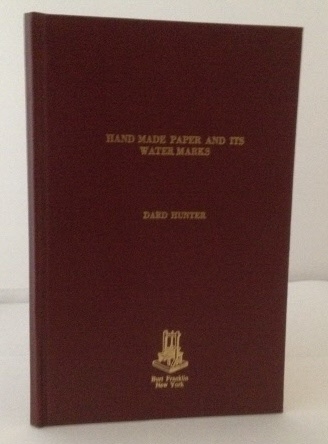 HAND MADE PAPER AND ITS
WATER MARKS
DARD HUNTER
Burt Franklin
New York